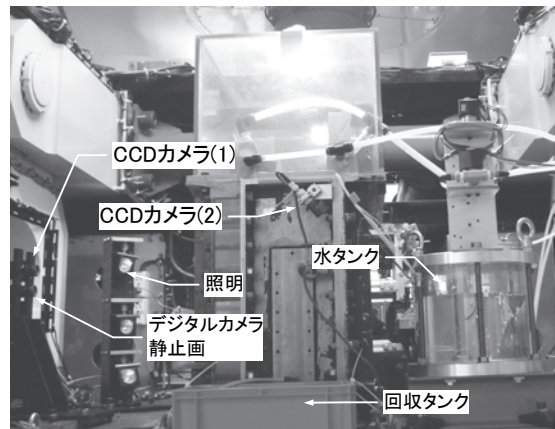 CCDカメラ(1)
CCDカメラ(2)
水タンク
照明
デジタルカメラ
静止画
回収タンク